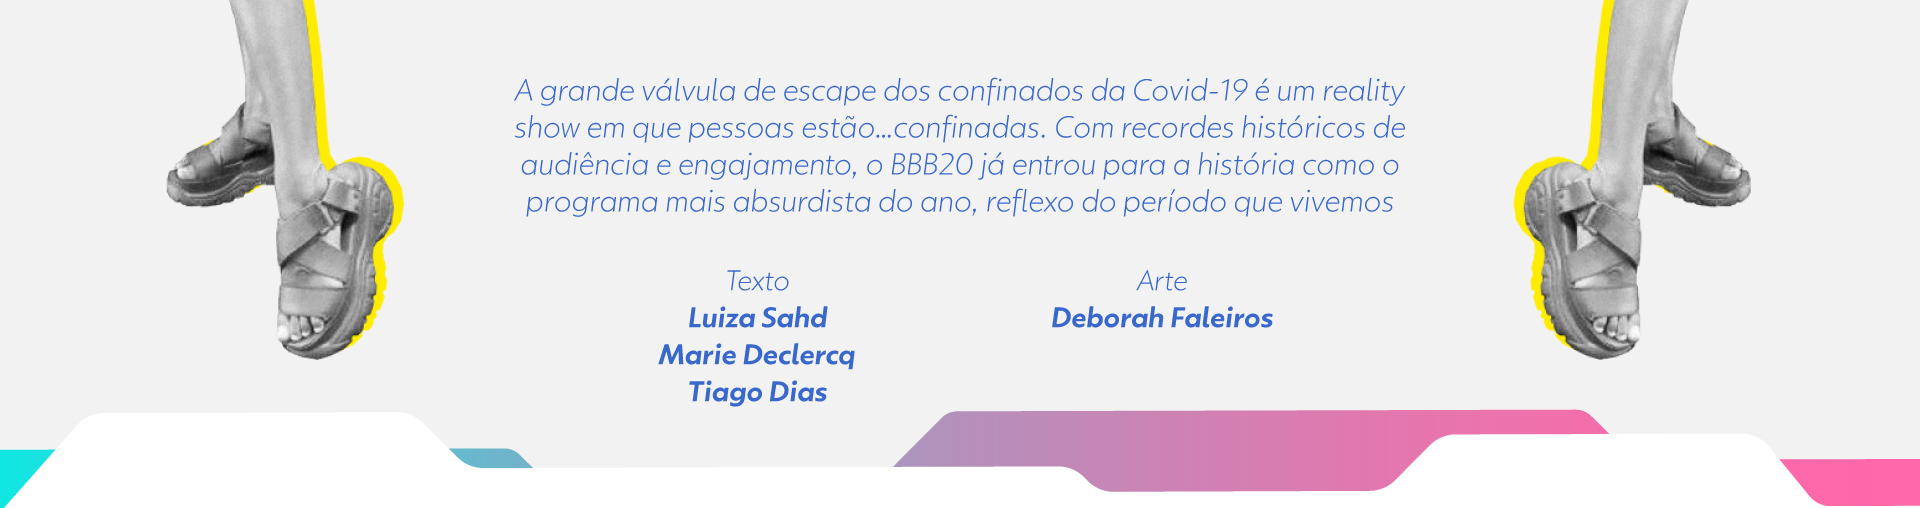 A grande válvula de escape dos confinados da Covid-19 é um reality
show em que pessoas estão...confinadas. Com recordes históricos de
audiência e engajamento, o BBB20 já entrou para a história como o
programa mais absurdista do ano, reflexo do período que vivemos
Texto
Luiza Sahd
Marie Declercq
Tiago Dias
Arte
Deborah Faleiros